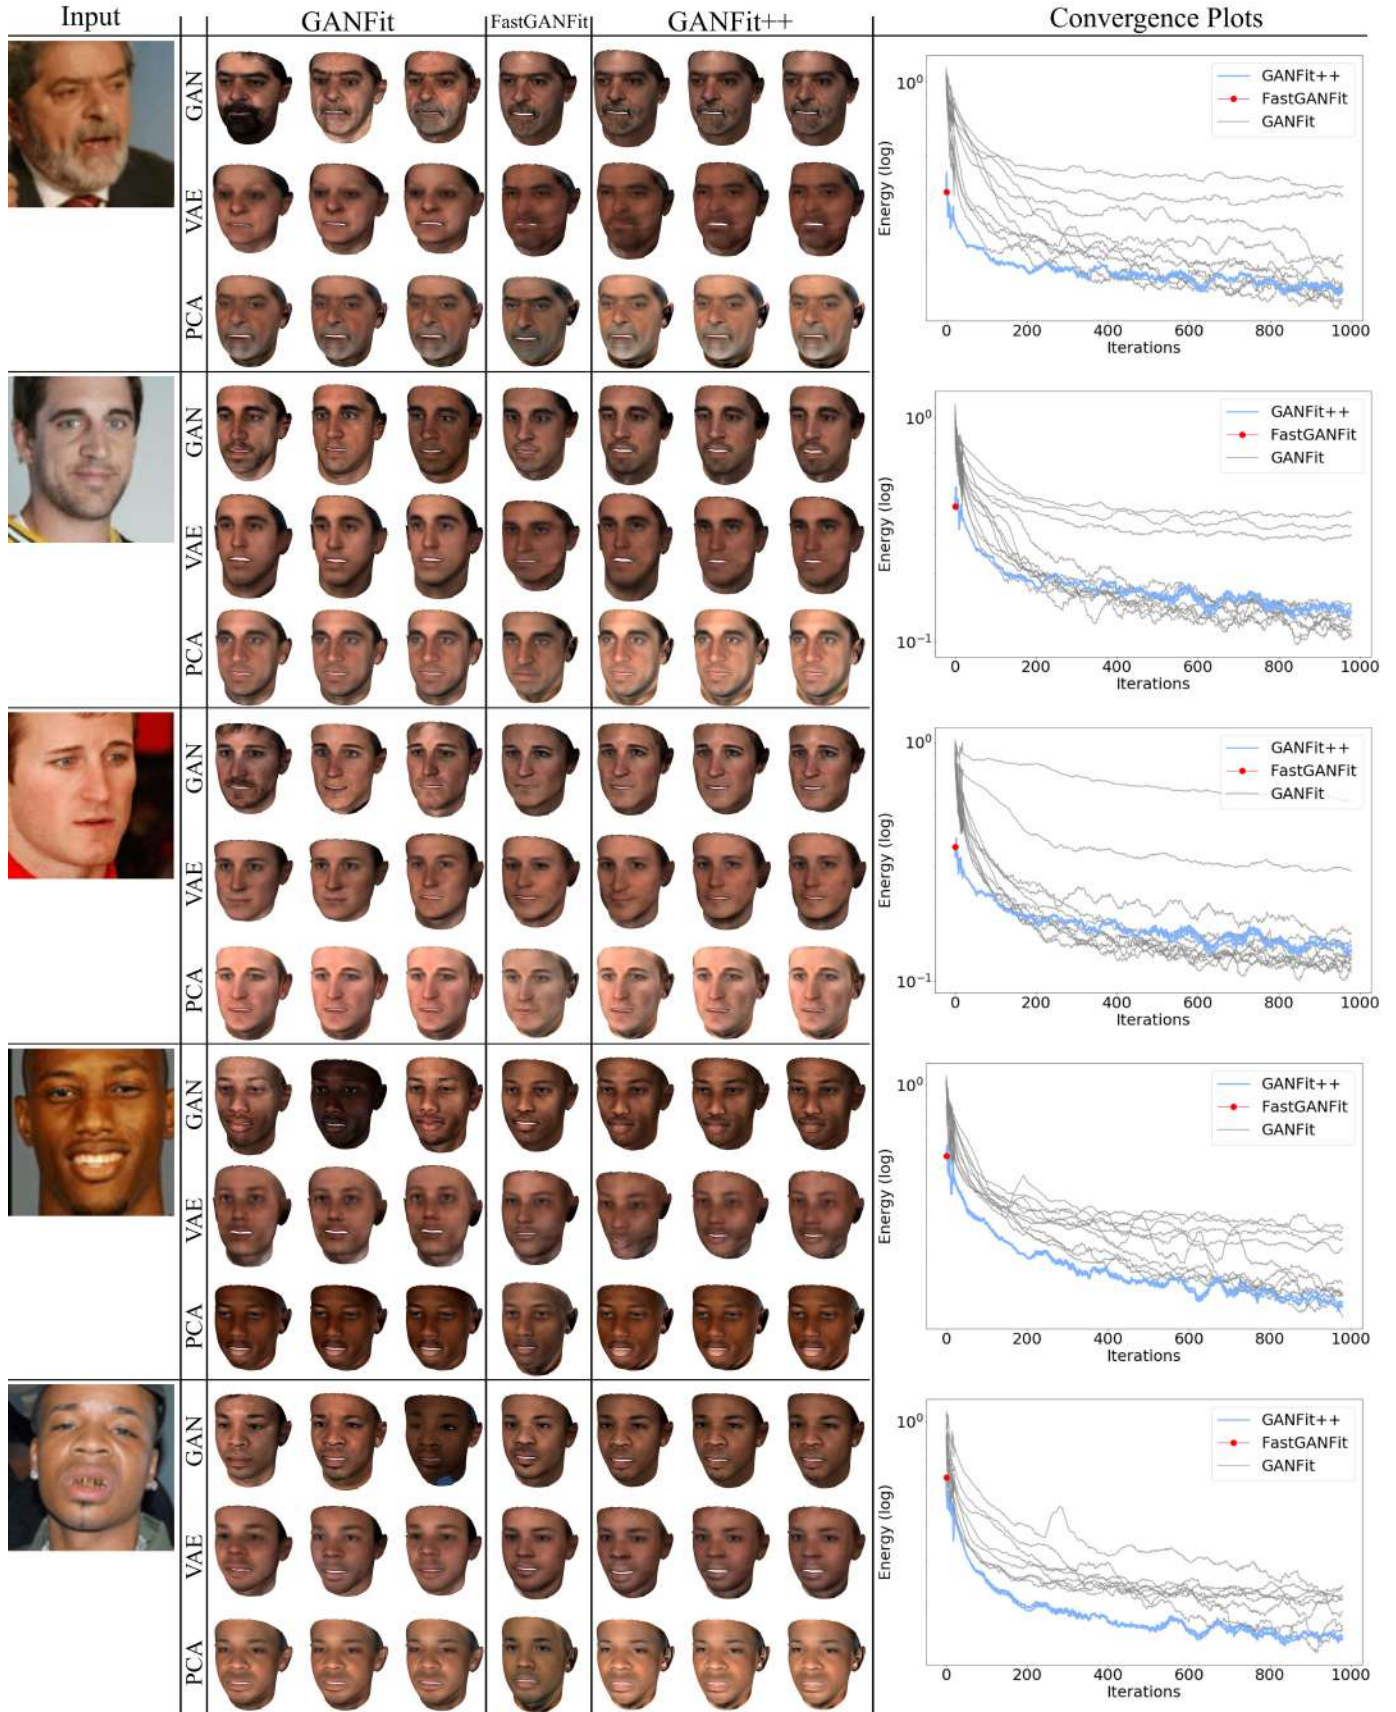 Input GANFit FastGANFit GANFit++ Convergence Plots
GAN
VAE
PCA
10⁰
Energy (log)
GANFit++
FastGANFit
GANFit
0 200 400 600 800 1000
Iterations
GAN
VAE
PCA
10⁰
10⁻¹
Energy (log)
GANFit++
FastGANFit
GANFit
0 200 400 600 800 1000
Iterations
GAN
VAE
PCA
10⁰
10⁻¹
Energy (log)
GANFit++
FastGANFit
GANFit
0 200 400 600 800 1000
Iterations
GAN
VAE
PCA
10⁰
Energy (log)
GANFit++
FastGANFit
GANFit
0 200 400 600 800 1000
Iterations
GAN
VAE
PCA
10⁰
Energy (log)
GANFit++
FastGANFit
GANFit
0 200 400 600 800 1000
Iterations